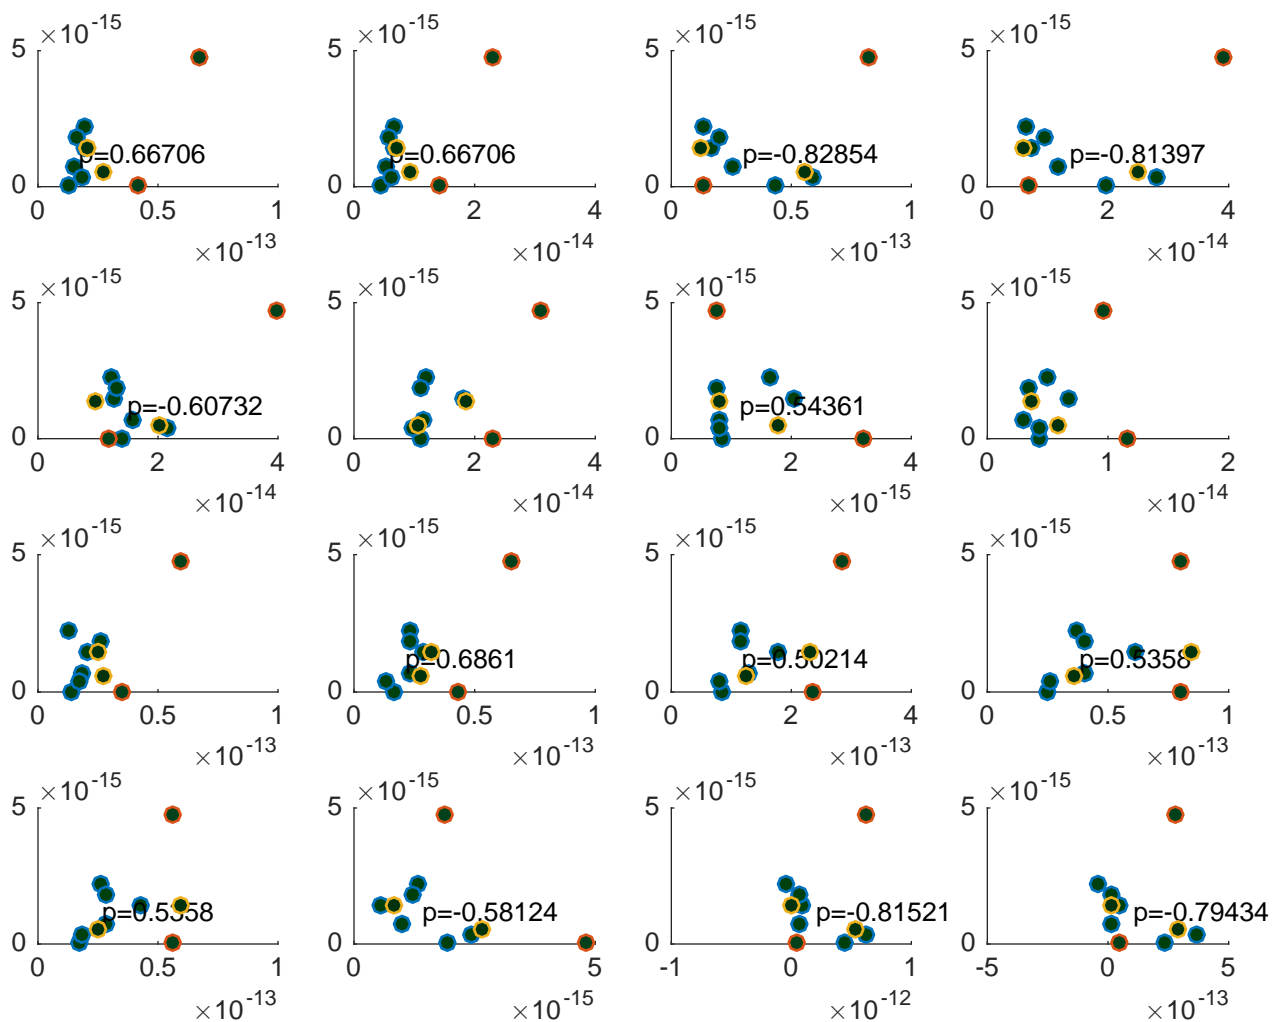 ×10-15 ×10-15 ×10-15 ×10-15
5 5 5 5
p=0.66706 p=0.66706 p=-0.82854 p=-0.81397
0 0 0 0
0 0.5 1 0 2 4 0 0.5 1 0 2 4
×10-13 ×10-14 ×10-13 ×10-14
×10-15 ×10-15 ×10-15 ×10-15
5 5 5 5
p=-0.60732 p=0.54361
0 0 0 0
0 2 4 0 2 4 0 2 4 0 1 2
×10-14 ×10-14 ×10-15 ×10-14
×10-15 ×10-15 ×10-15 ×10-15
5 5 5 5
p=0.6861 p=0.50214 p=0.5358
0 0 0 0
0 0.5 1 0 0.5 1 0 2 4 0 0.5 1
×10-13 ×10-13 ×10-13 ×10-13
×10-15 ×10-15 ×10-15 ×10-15
5 5 5 5
p=0.5358 p=-0.58124 p=-0.81521 p=-0.79434
0 0 0 0
0 0.5 1 0 5 -1 0 1 -5 0 5
×10-13 ×10-15 ×10-12 ×10-13